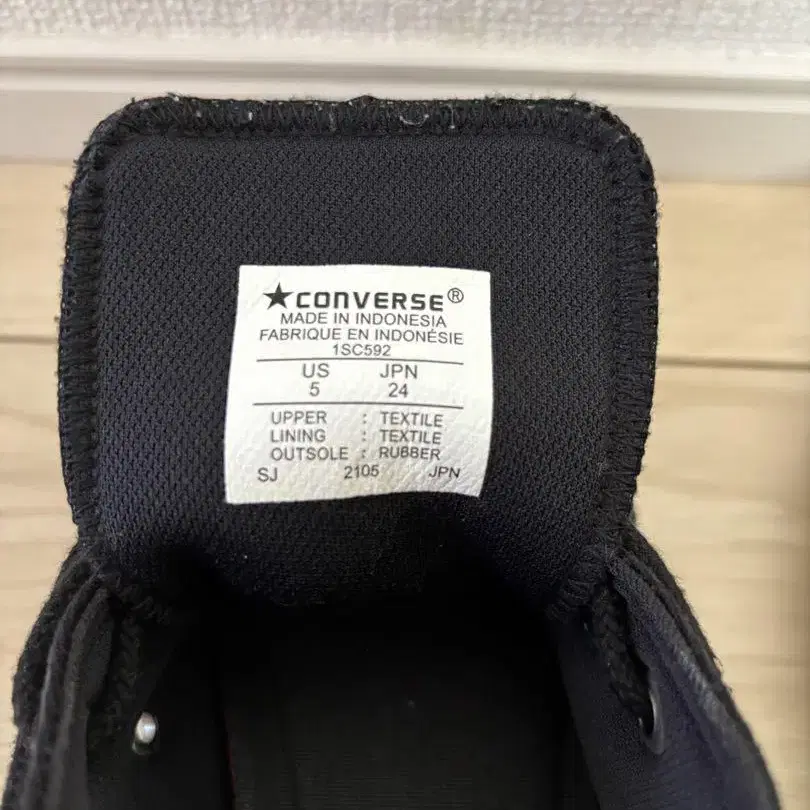 ★CONVERSE®
MADE IN INDONESIA
FABRIQUE EN INDONÉSIE
1SC592
US JPN
5 24
UPPER : TEXTILE
LINING : TEXTILE
OUTSOLE : RUBBER
SJ 2105 JPN